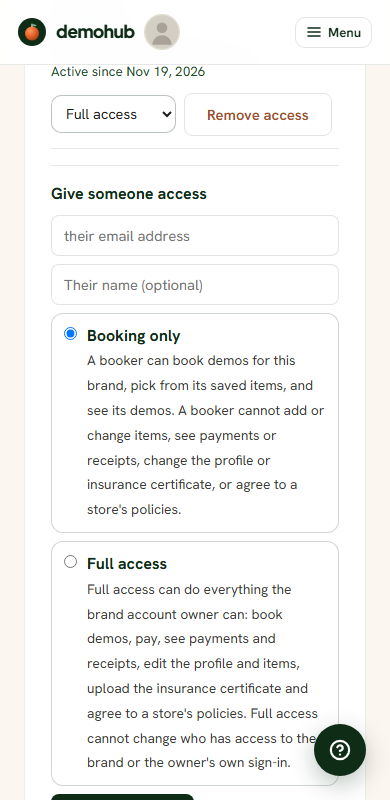 demohub
Menu
Active since Nov 19, 2026
Full access
Remove access
Give someone access
their email address
Their name (optional)
Booking only
A booker can book demos for this
brand, pick from its saved items, and
see its demos. A booker cannot add or
change items, see payments or
receipts, change the profile or
insurance certificate, or agree to a
store's policies.
Full access
Full access can do everything the
brand account owner can: book
demos, pay, see payments and
receipts, edit the profile and items,
upload the insurance certificate and
agree to a store's policies. Full access
cannot change who has access to the
brand or the owner's own sign-in.